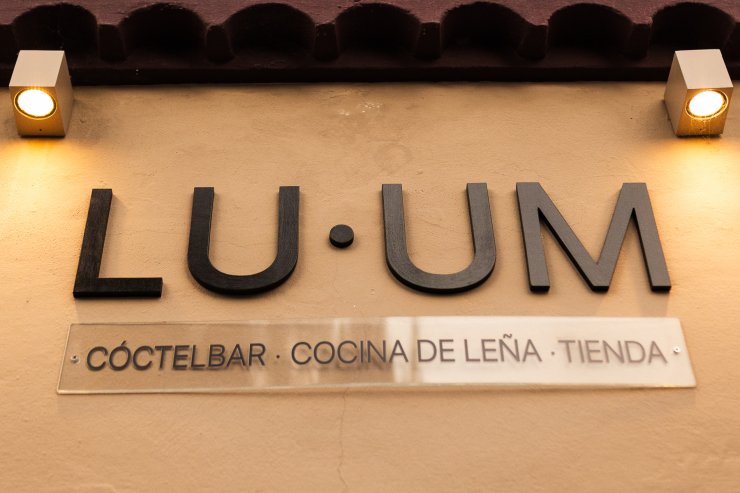 LU·UM
CÓCTELBAR · COCINA DE LEÑA · TIENDA